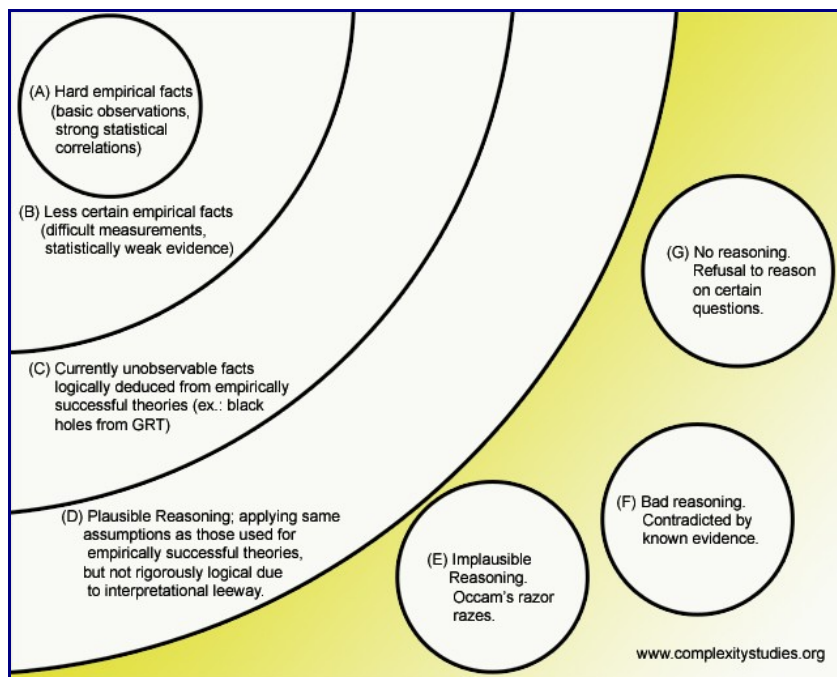 (A) Hard empirical facts
(basic observations,
strong statistical
correlations)
(B) Less certain empirical facts
(difficult measurements,
statistically weak evidence)
(C) Currently unobservable facts
logically deduced from empirically
successful theories (ex.: black
holes from GRT)
(D) Plausible Reasoning; applying same
assumptions as those used for
empirically successful theories,
but not rigorously logical due
to interpretational leeway.
(E) Implausible
Reasoning.
Occam's razor
razes.
(F) Bad reasoning.
Contradicted by
known evidence.
(G) No reasoning.
Refusal to reason
on certain
questions.
www.complexitystudies.org